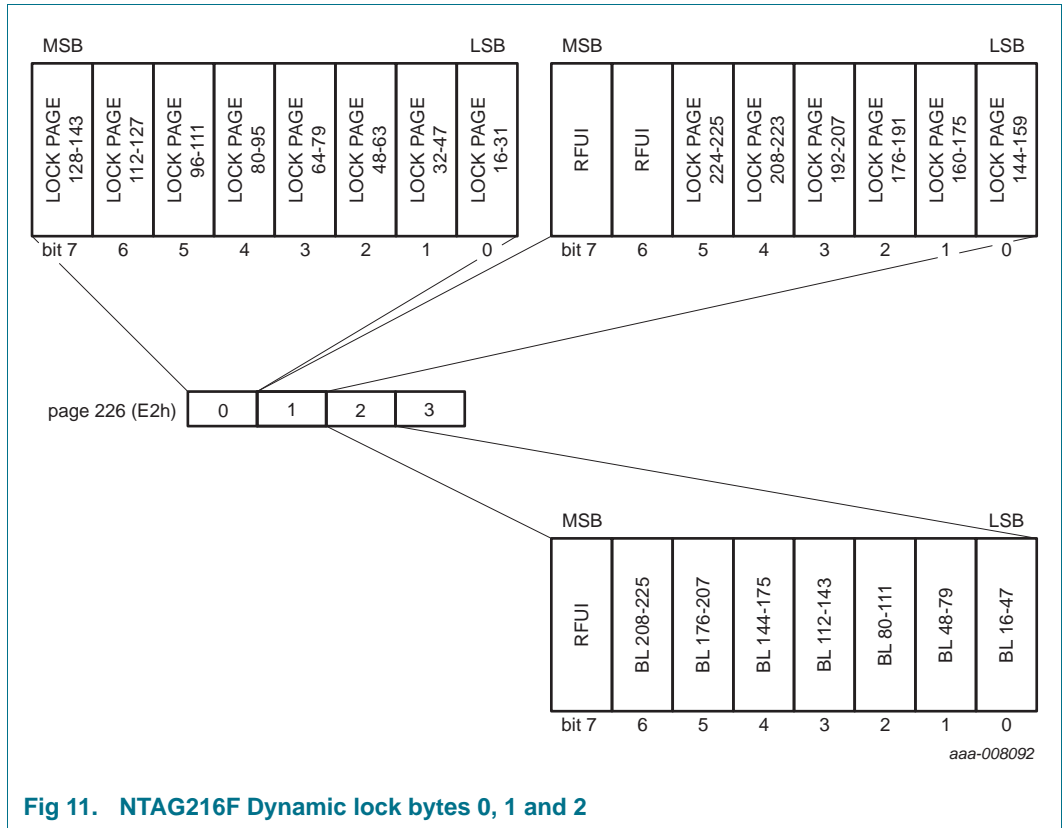 MSB LSB
LOCK PAGE 128-143
LOCK PAGE 112-127
LOCK PAGE 96-111
LOCK PAGE 80-95
LOCK PAGE 64-79
LOCK PAGE 48-63
LOCK PAGE 32-47
LOCK PAGE 16-31
bit 7 6 5 4 3 2 1 0
MSB LSB
RFUI
RFUI
LOCK PAGE 224-225
LOCK PAGE 208-223
LOCK PAGE 192-207
LOCK PAGE 176-191
LOCK PAGE 160-175
LOCK PAGE 144-159
bit 7 6 5 4 3 2 1 0
page 226 (E2h) 0 1 2 3
MSB LSB
RFUI
BL 208-225
BL 176-207
BL 144-175
BL 112-143
BL 80-111
BL 48-79
BL 16-47
bit 7 6 5 4 3 2 1 0
aaa-008092
Fig 11. NTAG216F Dynamic lock bytes 0, 1 and 2